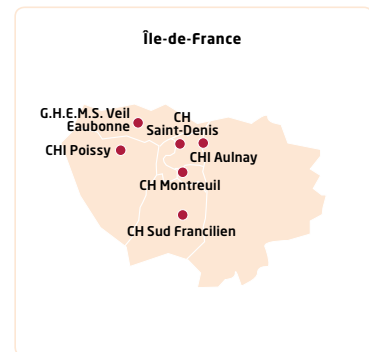 Île-de-France
G.H.E.M.S. Veil
Eaubonne
CH
Saint-Denis
CHI Poissy
CHI Aulnay
CH Montreuil
CH Sud Francilien